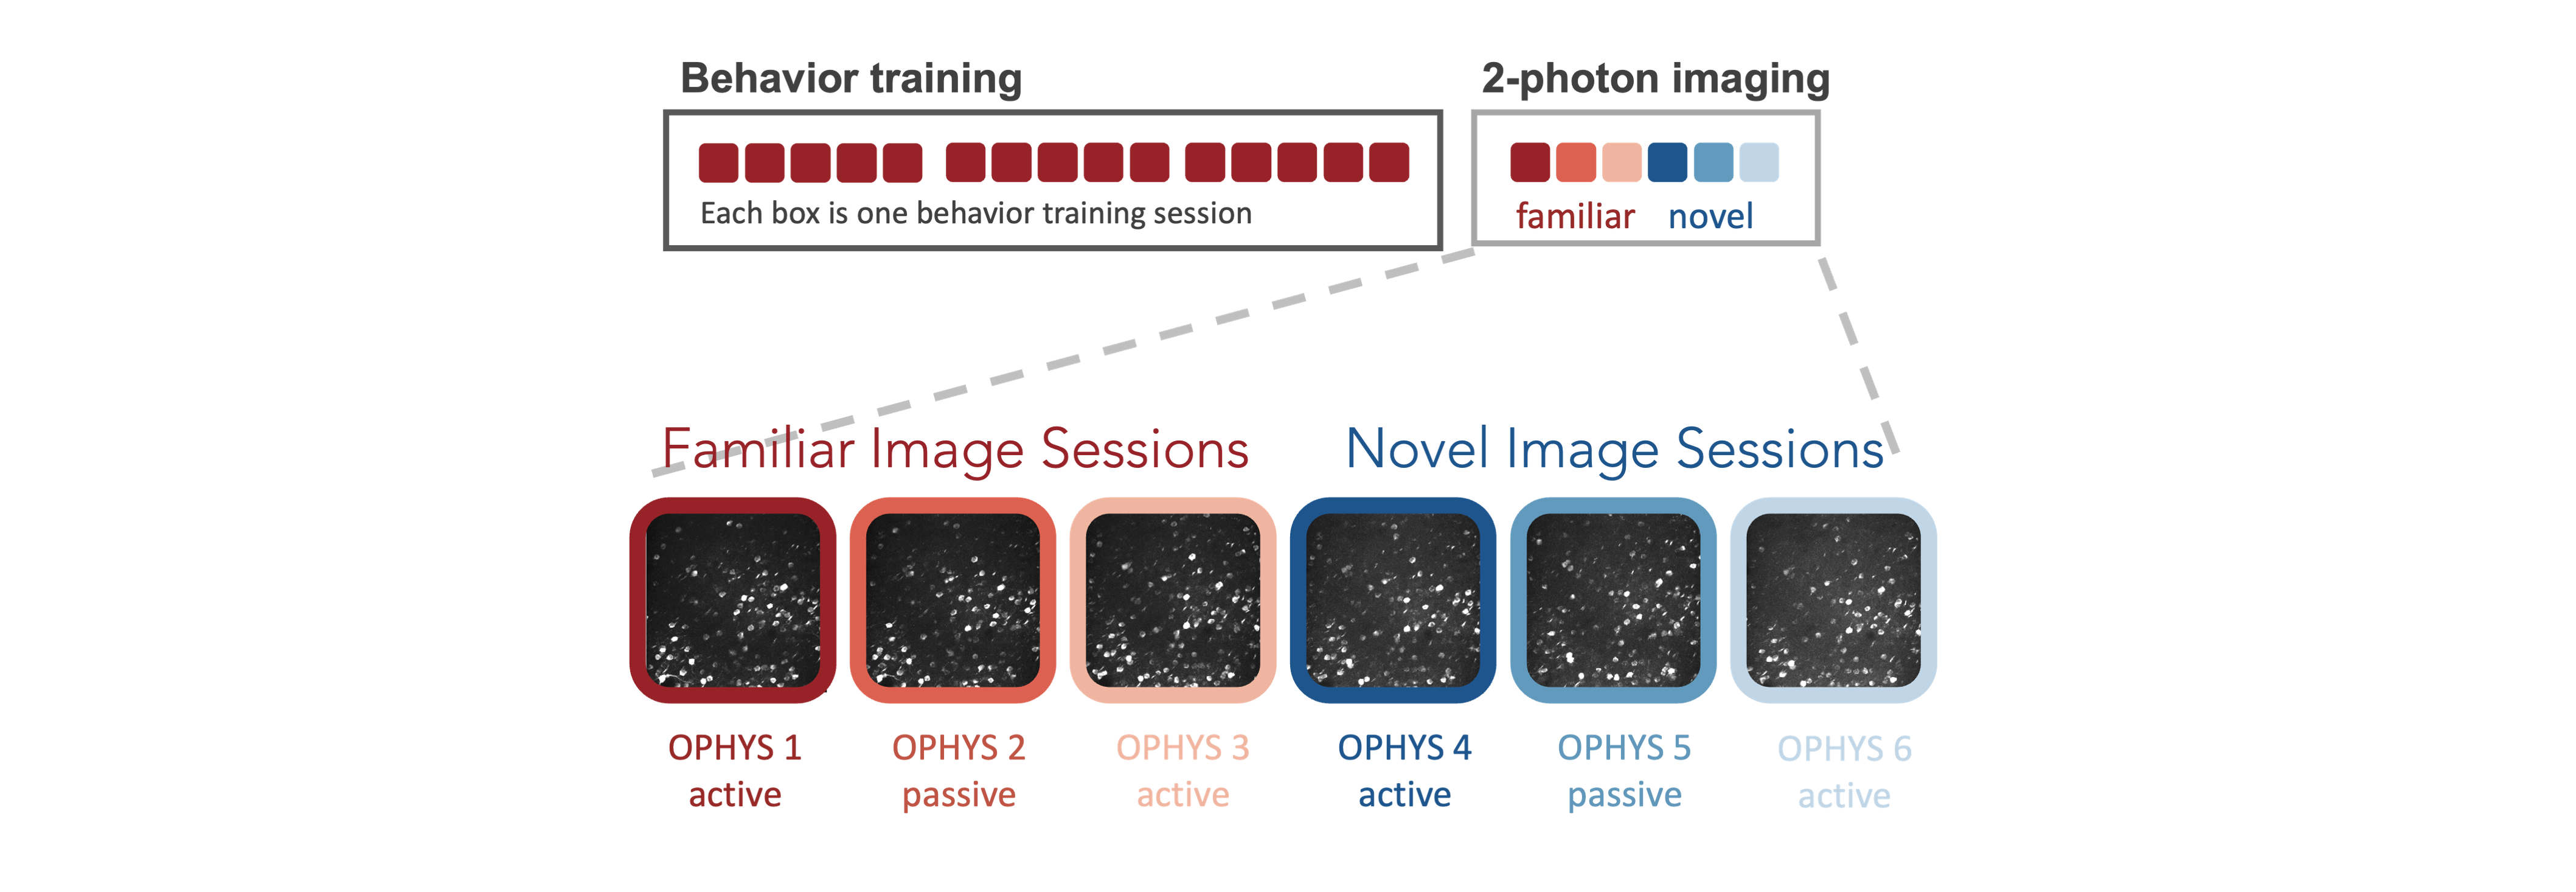 Behavior training
Each box is one behavior training session
2-photon imaging
familiar novel
Familiar Image Sessions
Novel Image Sessions
OPHYS 1
active
OPHYS 2
passive
OPHYS 3
active
OPHYS 4
active
OPHYS 5
passive
OPHYS 6
active